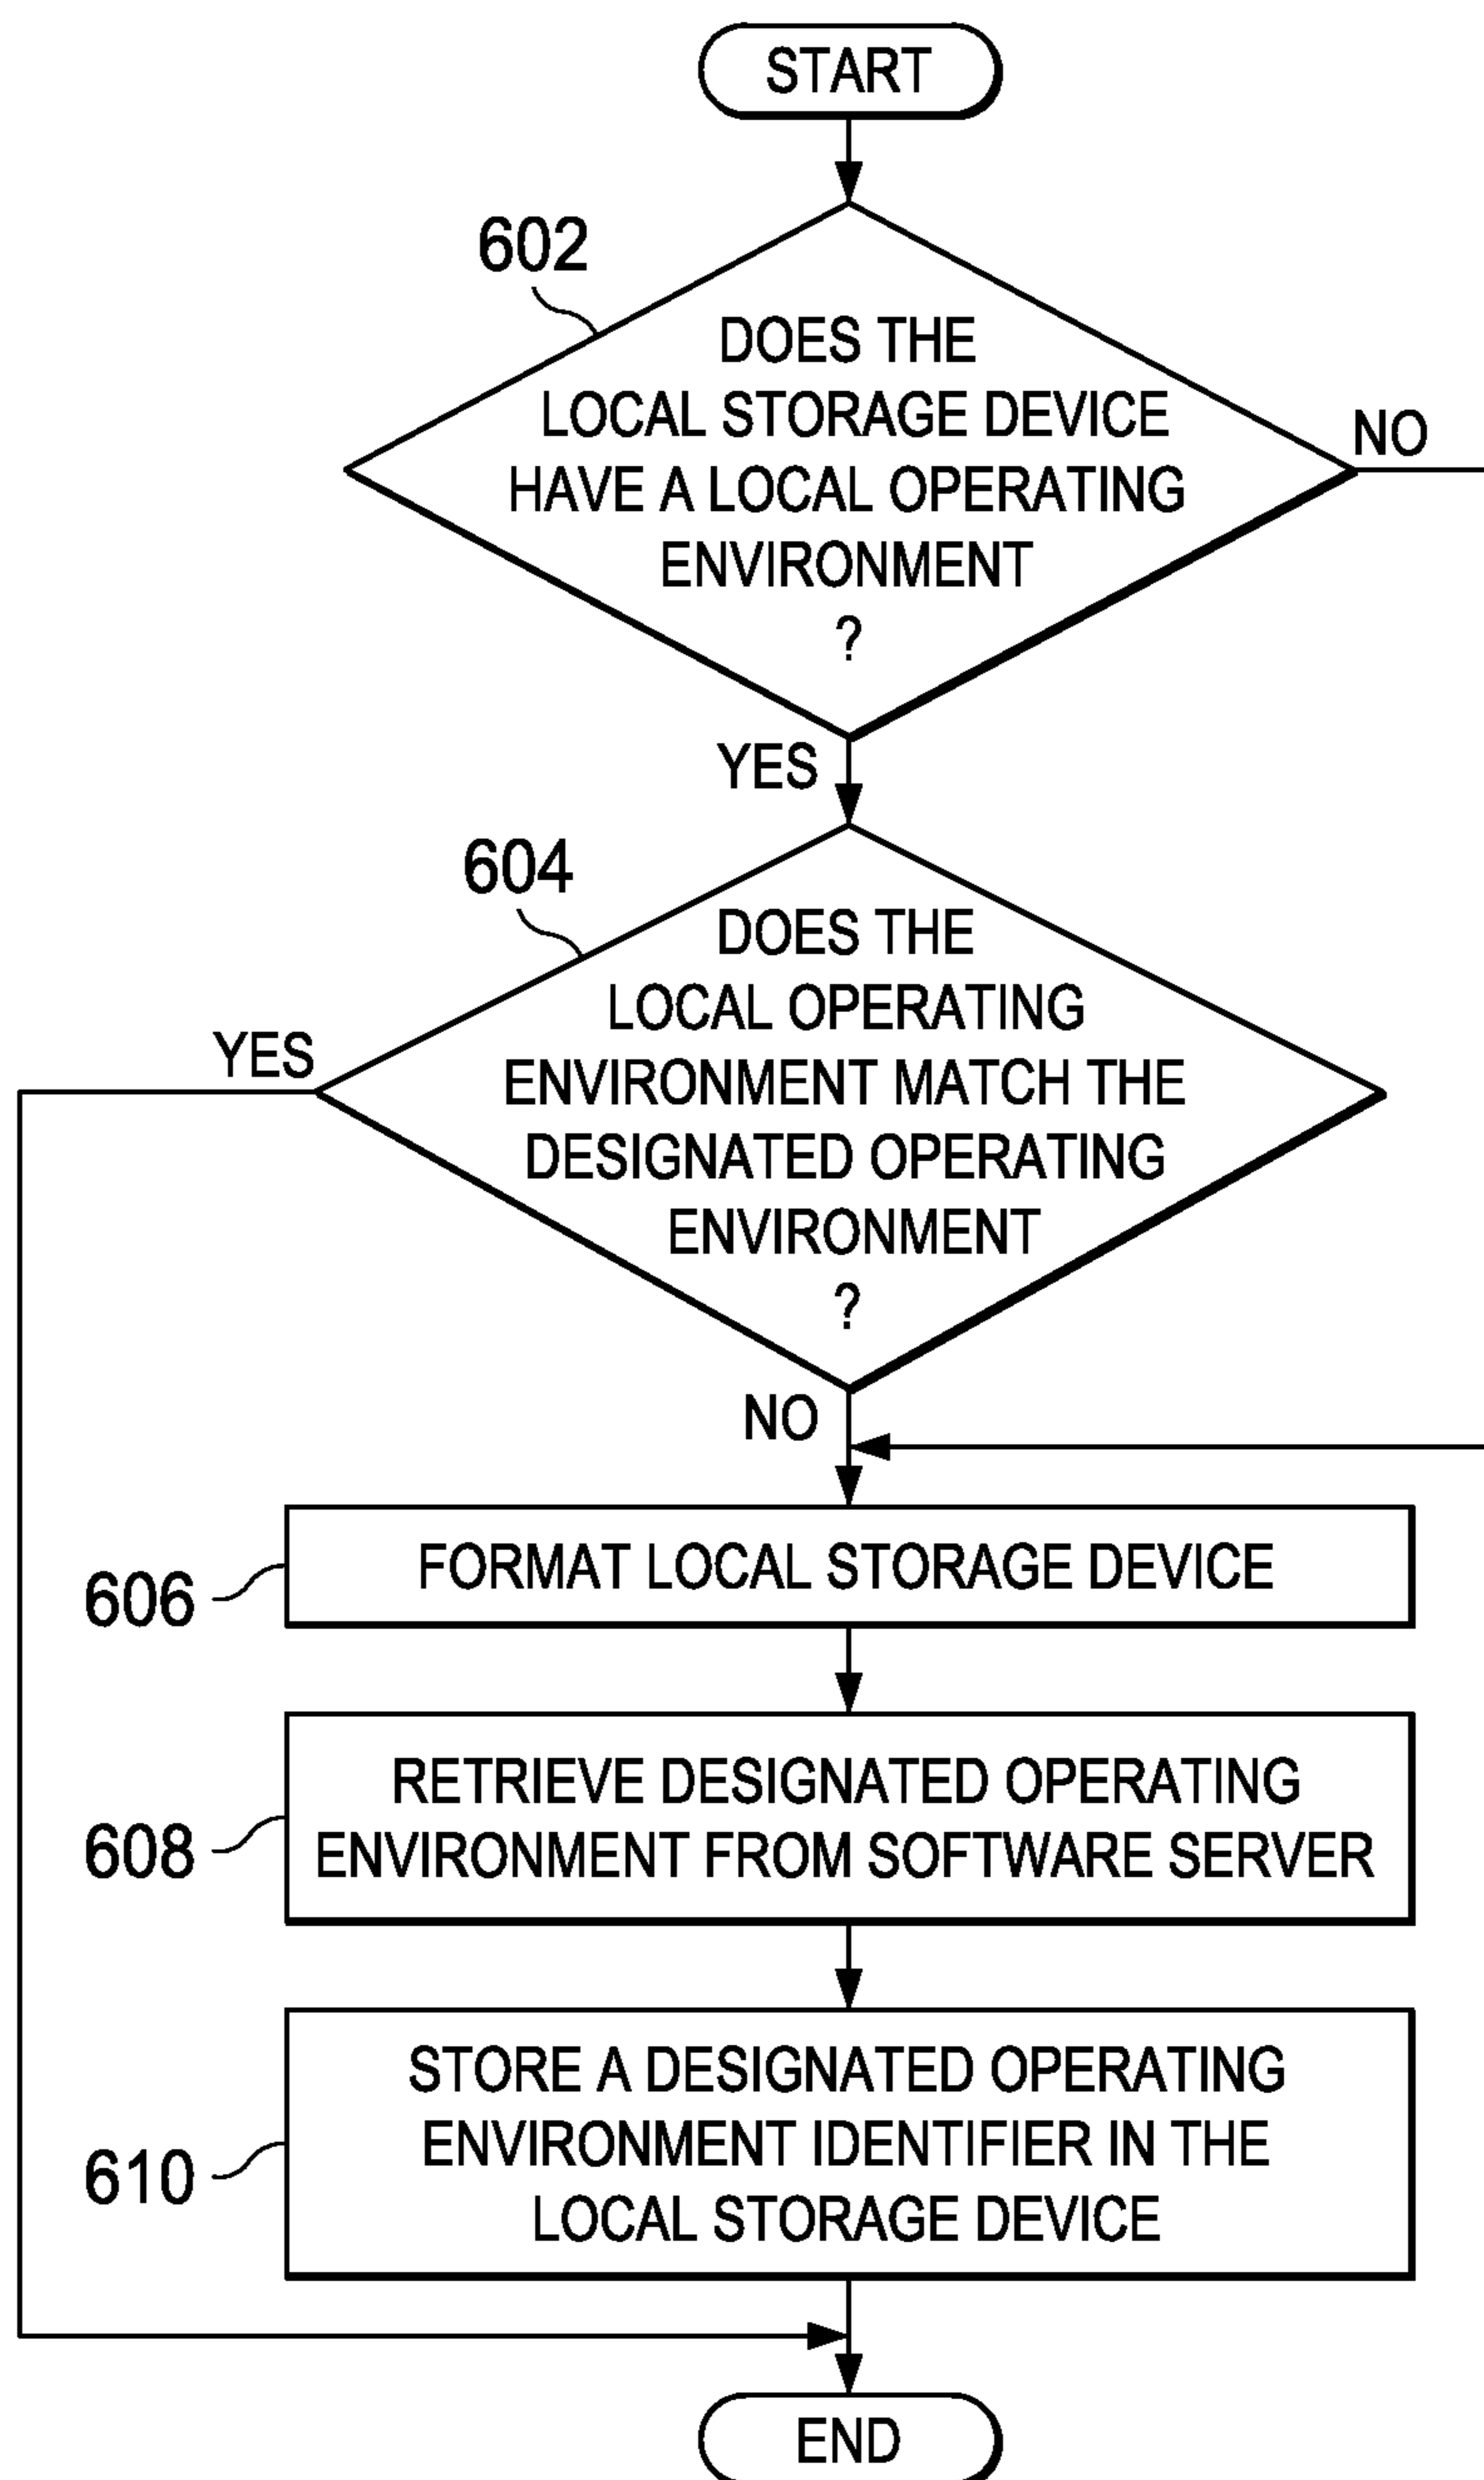 START
602
DOES THE
LOCAL STORAGE DEVICE
HAVE A LOCAL OPERATING
ENVIRONMENT
?
NO
YES
604
DOES THE
LOCAL OPERATING
ENVIRONMENT MATCH THE
DESIGNATED OPERATING
ENVIRONMENT
?
YES
NO
606
FORMAT LOCAL STORAGE DEVICE
608
RETRIEVE DESIGNATED OPERATING
ENVIRONMENT FROM SOFTWARE SERVER
610
STORE A DESIGNATED OPERATING
ENVIRONMENT IDENTIFIER IN THE
LOCAL STORAGE DEVICE
END